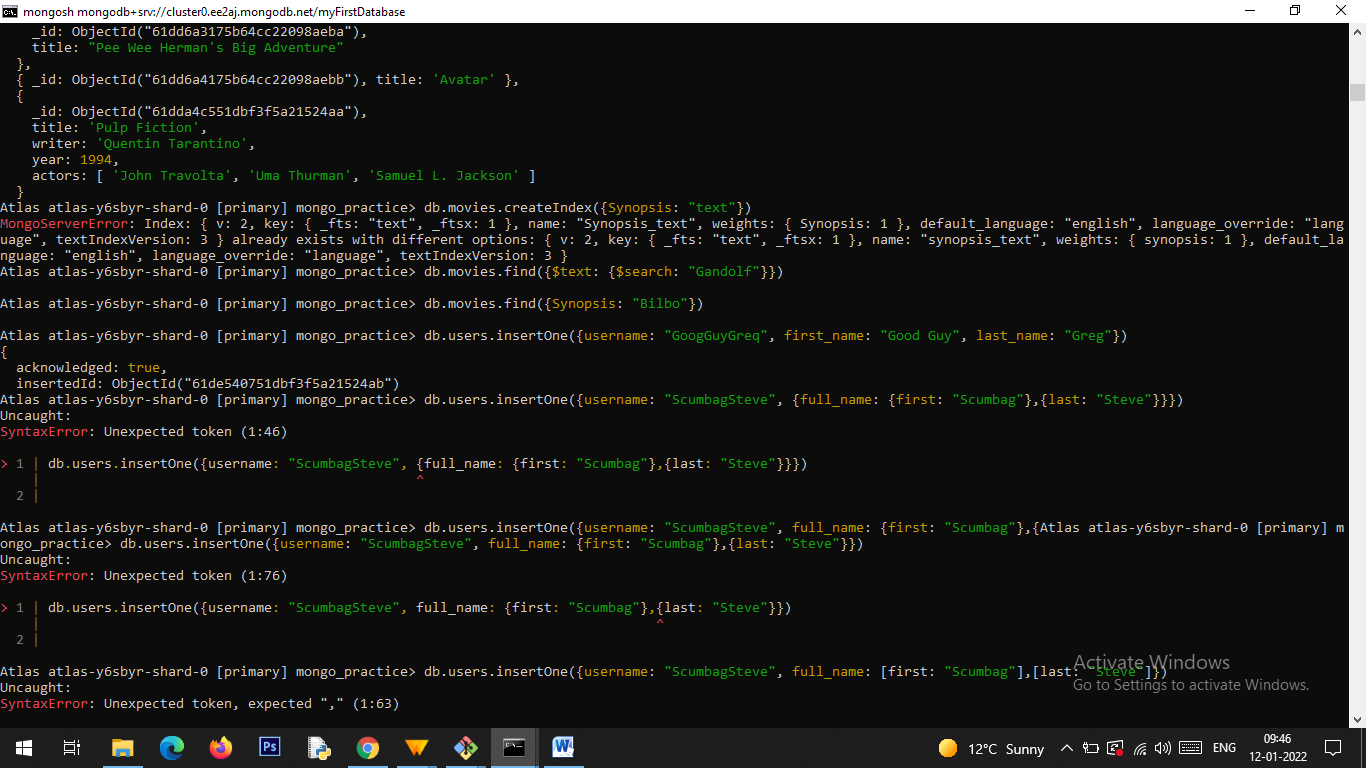 mongosh mongodb+srv://cluster0.ee2aj.mongodb.net/myFirstDatabase
_id: ObjectId("61dd6a3175b64cc22098aeba"),
title: "Pee Wee Herman's Big Adventure"
},
{ _id: ObjectId("61dd6a4175b64cc22098aebb"), title: 'Avatar' },
{
_id: ObjectId("61dda4c551dbf3f5a21524aa"),
title: 'Pulp Fiction',
writer: 'Quentin Tarantino',
year: 1994,
actors: [ 'John Travolta', 'Uma Thurman', 'Samuel L. Jackson' ]
}
Atlas atlas-y6sbyr-shard-0 [primary] mongo_practice> db.movies.createIndex({Synopsis: "text"})
MongoServerError: Index: { v: 2, key: { _fts: "text", _ftsx: 1 }, name: "Synopsis_text", weights: { Synopsis: 1 }, default_language: "english", language_override: "lang
uage", textIndexVersion: 3 } already exists with different options: { v: 2, key: { _fts: "text", _ftsx: 1 }, name: "synopsis_text", weights: { synopsis: 1 }, default_la
nguage: "english", language_override: "language", textIndexVersion: 3 }
Atlas atlas-y6sbyr-shard-0 [primary] mongo_practice> db.movies.find({$text: {$search: "Gandolf"}})
Atlas atlas-y6sbyr-shard-0 [primary] mongo_practice> db.movies.find({Synopsis: "Bilbo"})
Atlas atlas-y6sbyr-shard-0 [primary] mongo_practice> db.users.insertOne({username: "GoogGuyGreq", first_name: "Good Guy", last_name: "Greg"})
{
acknowledged: true,
insertedId: ObjectId("61de540751dbf3f5a21524ab")
Atlas atlas-y6sbyr-shard-0 [primary] mongo_practice> db.users.insertOne({username: "ScumbagSteve", {full_name: {first: "Scumbag"},{last: "Steve"}}})
Uncaught:
SyntaxError: Unexpected token (1:46)
> 1 | db.users.insertOne({username: "ScumbagSteve", {full_name: {first: "Scumbag"},{last: "Steve"}}})
| ^
2 |
Atlas atlas-y6sbyr-shard-0 [primary] mongo_practice> db.users.insertOne({username: "ScumbagSteve", full_name: {first: "Scumbag"},{Atlas atlas-y6sbyr-shard-0 [primary] m
ongo_practice> db.users.insertOne({username: "ScumbagSteve", full_name: {first: "Scumbag"},{last: "Steve"}})
Uncaught:
SyntaxError: Unexpected token (1:76)
> 1 | db.users.insertOne({username: "ScumbagSteve", full_name: {first: "Scumbag"},{last: "Steve"}})
| ^
2 |
Atlas atlas-y6sbyr-shard-0 [primary] mongo_practice> db.users.insertOne({username: "ScumbagSteve", full_name: [first: "Scumbag"],[last: "Steve"]})
Uncaught:
SyntaxError: Unexpected token, expected "," (1:63)
Activate Windows
Go to Settings to activate Windows.
Ps
W
12°C Sunny
ENG
09:46
12-01-2022